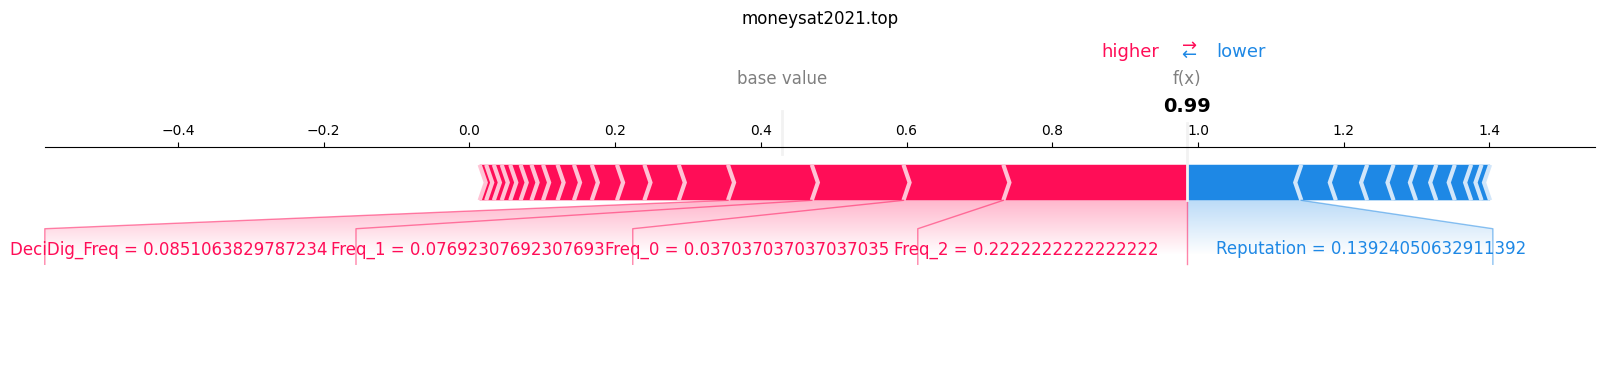 moneysat2021.top
higher → ← lower
base value f(x)
0.99
−0.4 −0.2 0.0 0.2 0.4 0.6 0.8 1.0 1.2 1.4
DeciDig_Freq = 0.0851063829787234 Freq_1 = 0.07692307692307693 Freq_0 = 0.037037037037037035 Freq_2 = 0.2222222222222222 Reputation = 0.13924050632911392